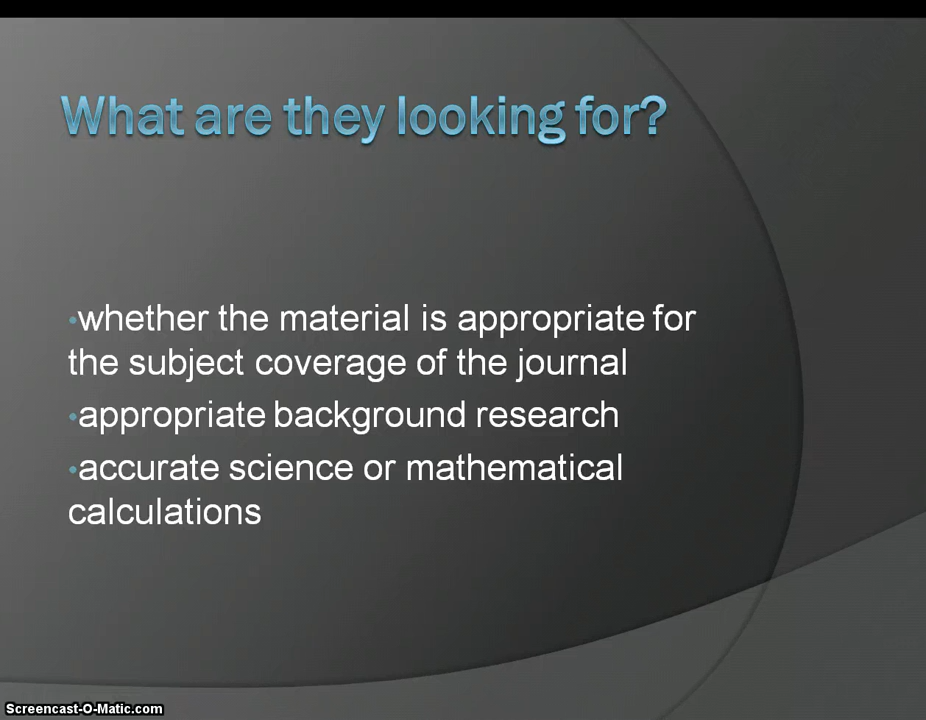 What are they looking for?
•whether the material is appropriate for
the subject coverage of the journal
•appropriate background research
•accurate science or mathematical
calculations
Screencast-O-Matic.com